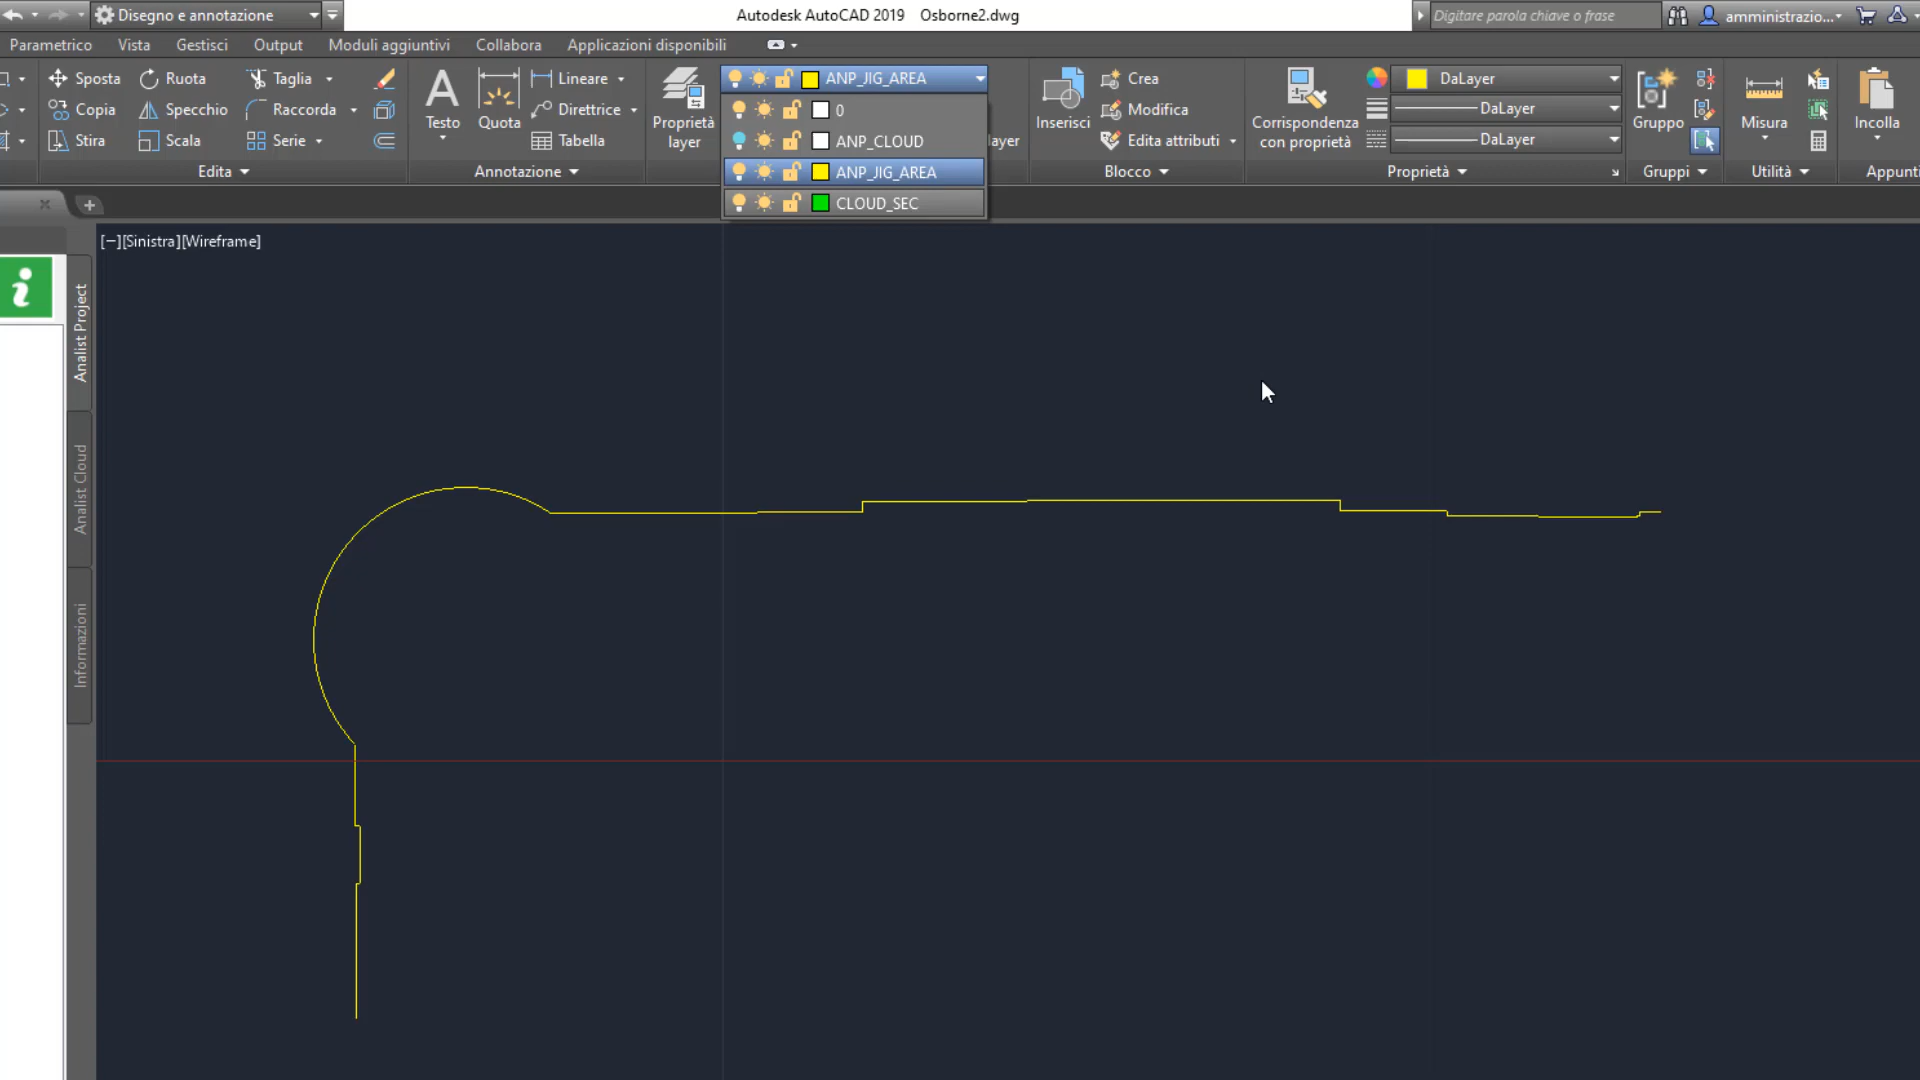 Disegno e annotazione
Autodesk AutoCAD 2019 Osborne2.dwg
Digitare parola chiave o frase
amministrazio...
Parametrico Vista Gestisci Output Moduli aggiuntivi Collabora Applicazioni disponibili
Sposta Ruota Taglia
Copia Specchio Raccorda
Stira Scala Serie
Edita
Testo
Quota
Lineare
Direttrice
Tabella
Annotazione
Proprietà
layer
ANP_JIG_AREA
0
ANP_CLOUD
ANP_JIG_AREA
CLOUD_SEC
ayer
Inserisci
Crea
Modifica
Edita attributi
Blocco
Corrispondenza
con proprietà
DaLayer
DaLayer
DaLayer
Proprietà
Gruppo
Gruppi
Misura
Utilità
Incolla
Appunti
[−][Sinistra][Wireframe]
i
Analist Project
Analist Cloud
Informazioni